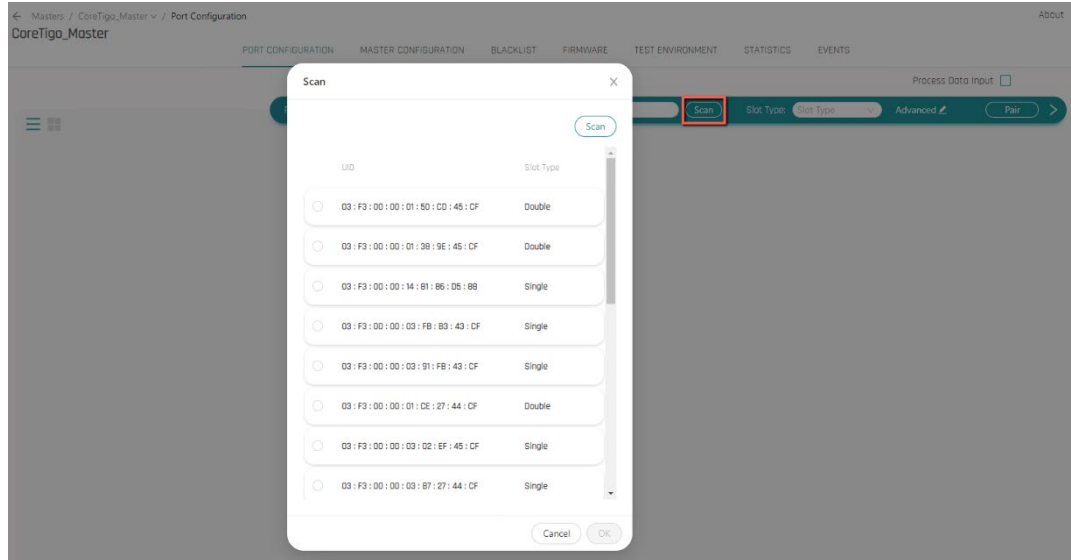 ← Masters / CoreTigo_Master / Port Configuration
About
CoreTigo_Master
PORT CONFIGURATION MASTER CONFIGURATION BLACKLIST FIRMWARE TEST ENVIRONMENT STATISTICS EVENTS
Process Data Input
Scan Slot Type: Slot Type Advanced Pair >
Scan X
Scan
UID Slot Type
03 : F3 : 00 : 00 : 01 : 50 : CD : 45 : CF Double
03 : F3 : 00 : 00 : 01 : 38 : 9E : 45 : CF Double
03 : F3 : 00 : 00 : 14 : 81 : 86 : D5 : 88 Single
03 : F3 : 00 : 00 : 03 : FB : B3 : 43 : CF Single
03 : F3 : 00 : 00 : 03 : 91 : FB : 43 : CF Single
03 : F3 : 00 : 00 : 01 : CE : 27 : 44 : CF Double
03 : F3 : 00 : 00 : 03 : 02 : EF : 45 : CF Single
03 : F3 : 00 : 00 : 03 : 87 : 27 : 44 : CF Single
Cancel OK